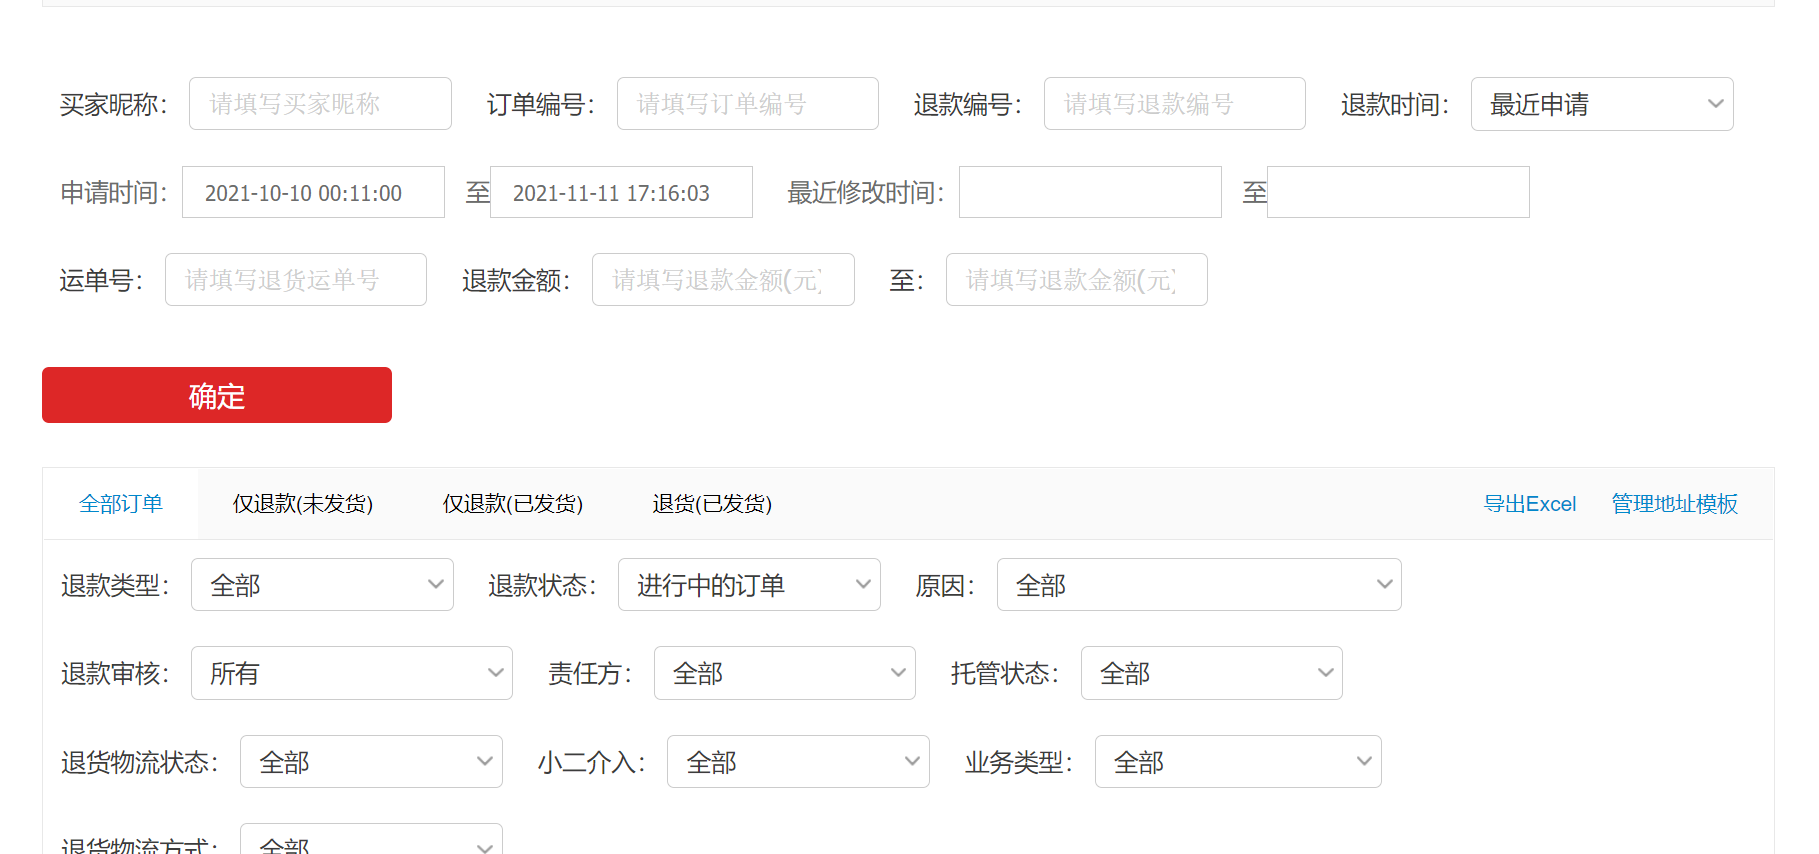 买家昵称： 请填写买家昵称 订单编号： 请填写订单编号 退款编号： 请填写退款编号 退款时间： 最近申请
申请时间： 2021-10-10 00:11:00 至 2021-11-11 17:16:03 最近修改时间： 至
运单号： 请填写退货运单号 退款金额： 请填写退款金额(元) 至： 请填写退款金额(元)
确定
全部订单 仅退款(未发货) 仅退款(已发货) 退货(已发货) 导出Excel 管理地址模板
退款类型： 全部 退款状态： 进行中的订单 原因： 全部
退款审核： 所有 责任方： 全部 托管状态： 全部
退货物流状态： 全部 小二介入： 全部 业务类型： 全部
退货物流方式： 全部